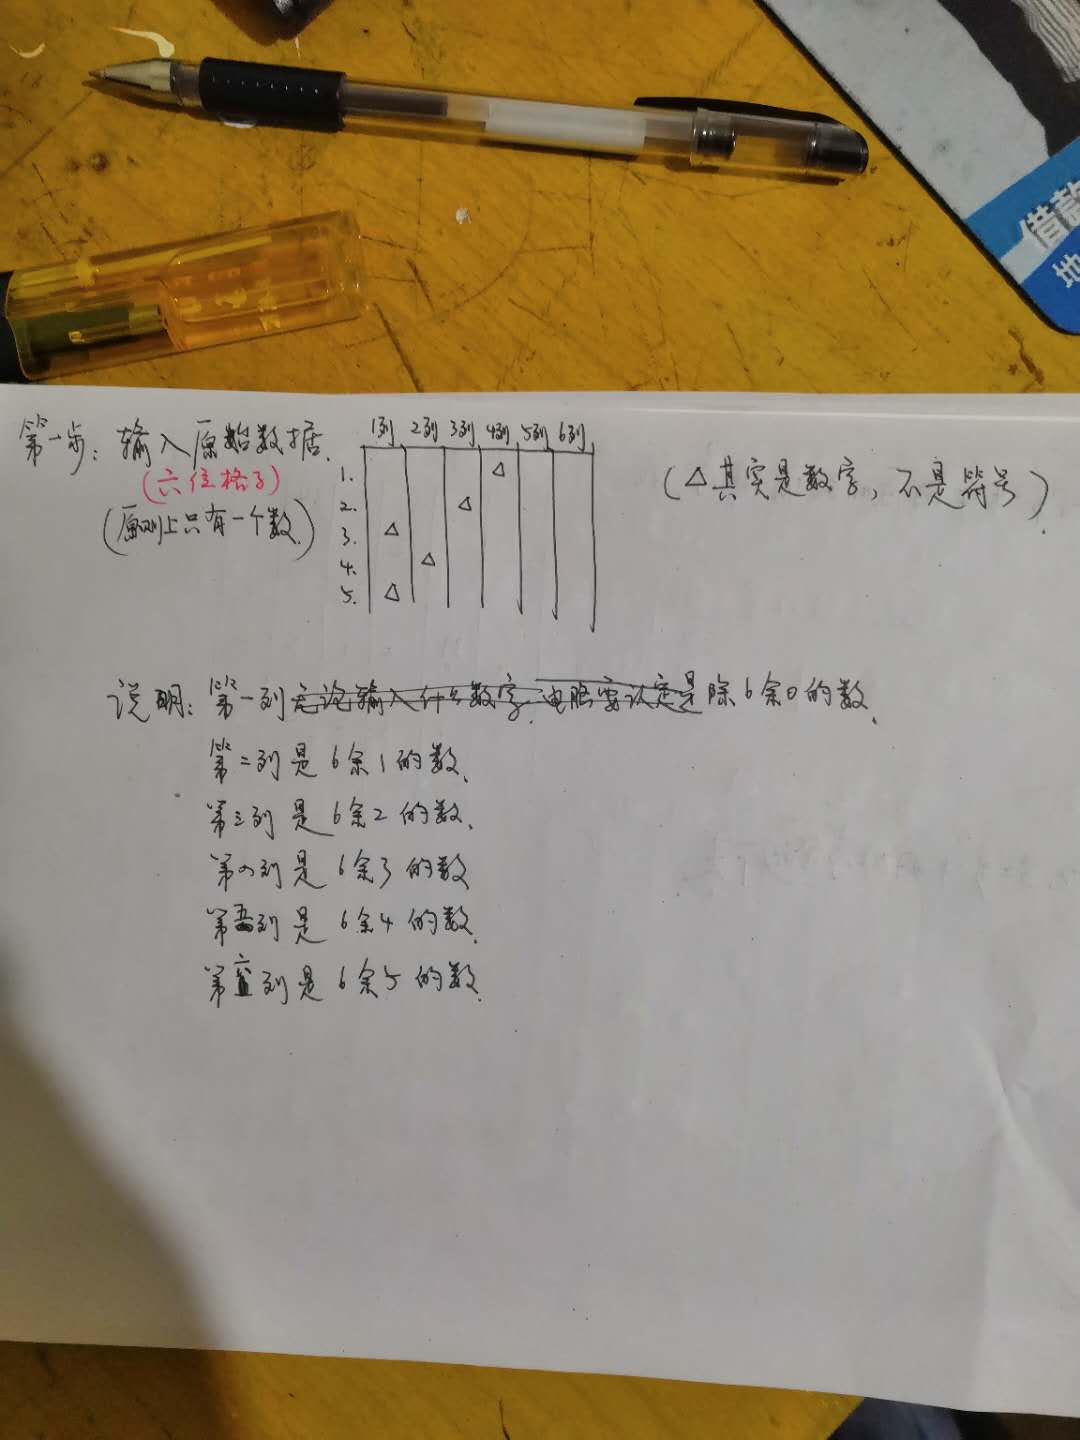 借款
地
第一步：输入原始数据.
(六位格子)
(原则上只有一个数.)
1列 2列 3列 4列 5列 6列
1. △
2. △
3. △
4. △
5. △
(△其实是数字，不是符号).
说明：第一列无论输入什么数字，电脑要认定是除6余0的数.
第二列是6余1的数.
第三列是6余2的数.
第四列是6余3的数
第五列是6余4的数.
第六列是6余5的数.